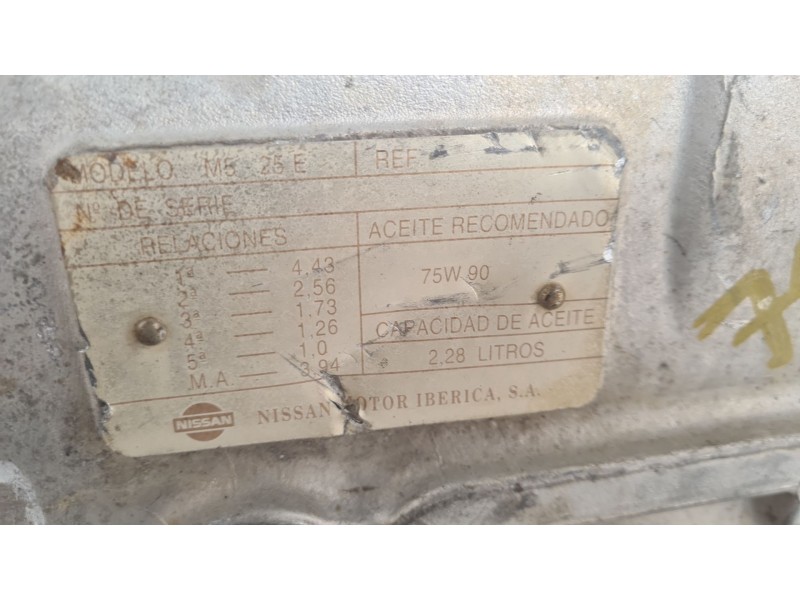 MODELO M5 - 25 E REF
Nº DE SERIE
RELACIONES
1ª — 4.43
2ª — 2.56
3ª — 1.73
4ª — 1.26
5ª — 1.0
M.A. — 3.94
ACEITE RECOMENDADO
75W 90
CAPACIDAD DE ACEITE
2.28 LITROS
NISSAN NISSAN MOTOR IBERICA, S.A.